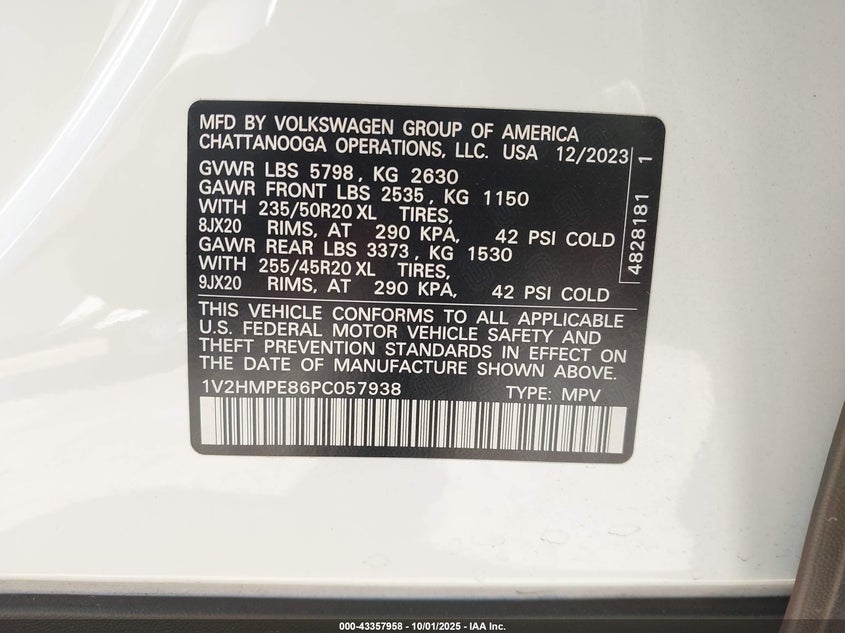 MFD BY VOLKSWAGEN GROUP OF AMERICA
CHATTANOOGA OPERATIONS, LLC. USA 12/2023
GVWR LBS 5798, KG 2630
GAWR FRONT LBS 2535, KG 1150
WITH 235/50R20 XL TIRES,
8JX20 RIMS, AT 290 KPA, 42 PSI COLD
GAWR REAR LBS 3373, KG 1530
WITH 255/45R20 XL TIRES,
9JX20 RIMS, AT 290 KPA, 42 PSI COLD
4828181 1
THIS VEHICLE CONFORMS TO ALL APPLICABLE
U.S. FEDERAL MOTOR VEHICLE SAFETY AND
THEFT PREVENTION STANDARDS IN EFFECT ON
THE DATE OF MANUFACTURE SHOWN ABOVE.
1V2HMPE86PC057938 TYPE: MPV
000-43357958 - 10/01/2025 - IAA Inc.